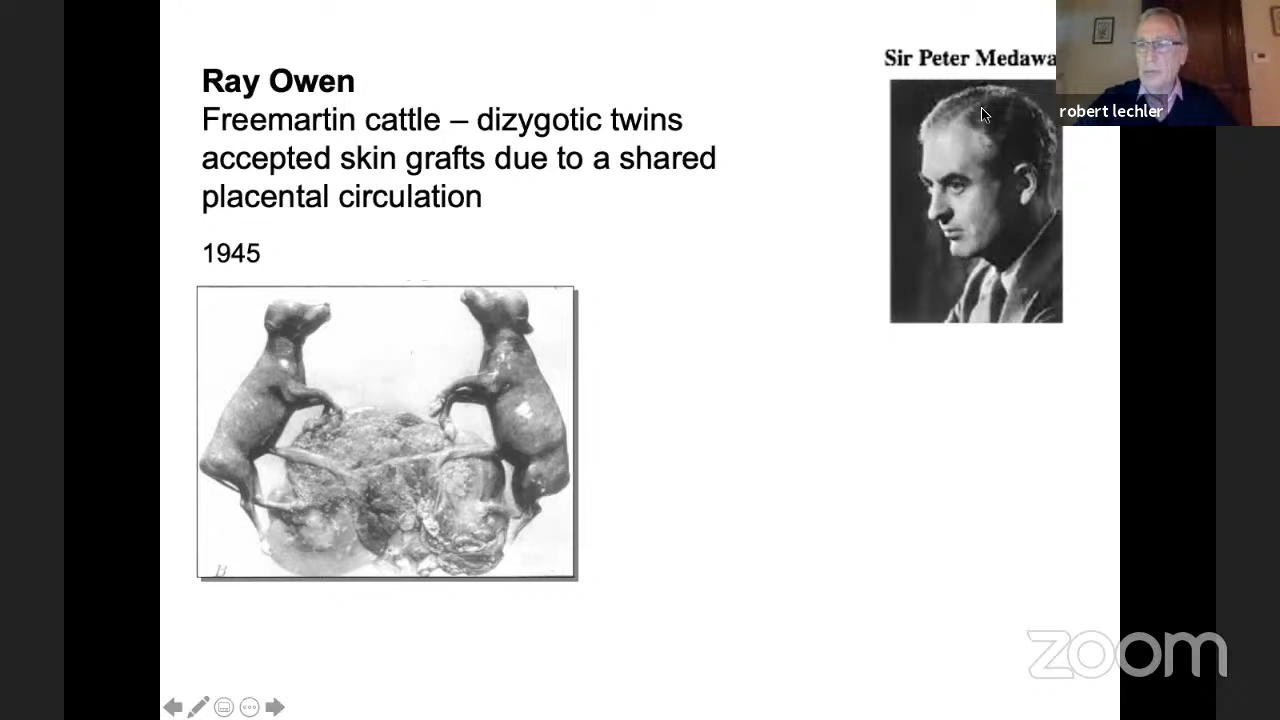 Ray Owen
Freemartin cattle – dizygotic twins
accepted skin grafts due to a shared
placental circulation
1945
B
Sir Peter Medawa
robert lechler
zoom